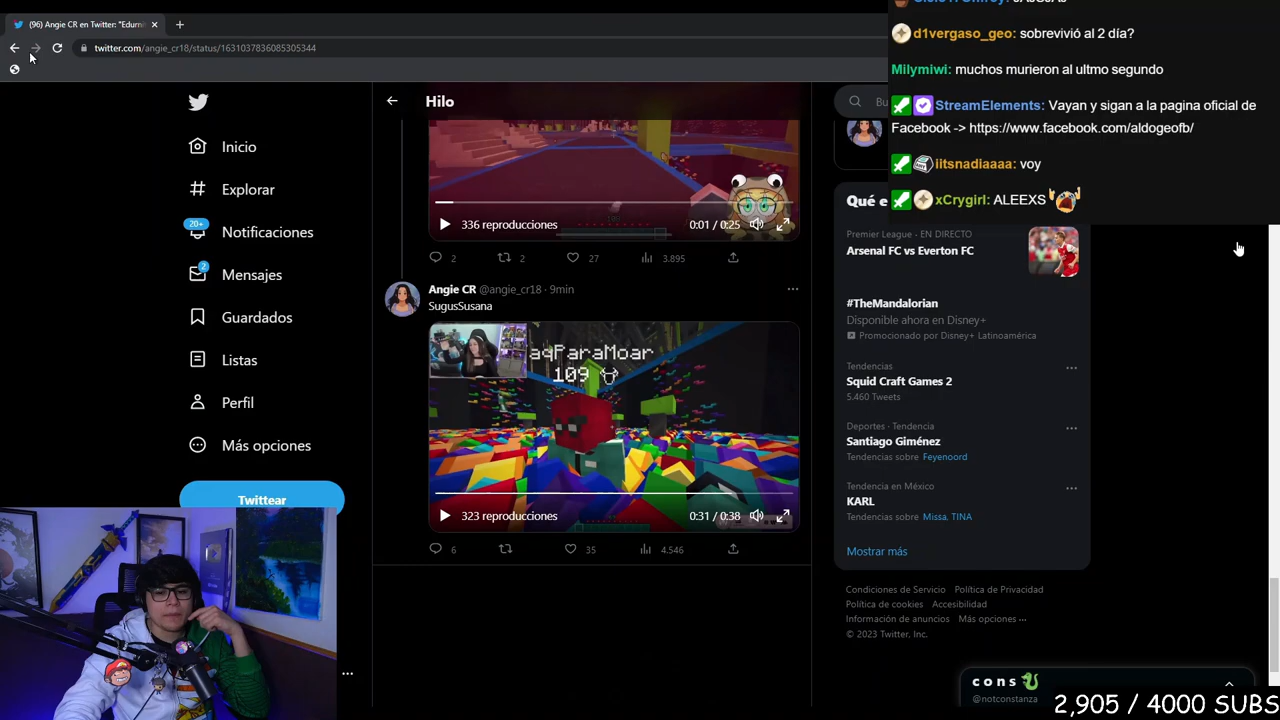 (96) Angie CR en Twitter: "Edurni
twitter.com/angie_cr18/status/1631037836085305344
d1vergaso_geo: sobrevivió al 2 día?
Milymiwi: muchos murieron al ultmo segundo
StreamElements: Vayan y sigan a la pagina oficial de
Facebook -> https://www.facebook.com/aldogeofb/
iitsnadiaaaa: voy
xCrygirl: ALEEXS
Inicio
Explorar
20+
Notificaciones
2
Mensajes
Guardados
Listas
Perfil
Más opciones
Twittear
Hilo
336 reproducciones
0:01 / 0:25
2
2
27
3.895
Angie CR @angie_cr18 · 9min
SugusSusana
aqParaMoar
109
323 reproducciones
0:31 / 0:38
6
35
4.546
Bu
Qué e
Premier League - EN DIRECTO
Arsenal FC vs Everton FC
#TheMandalorian
Disponible ahora en Disney+
Promocionado por Disney+ Latinoamérica
Tendencias
Squid Craft Games 2
5.460 Tweets
Deportes · Tendencia
Santiago Giménez
Tendencias sobre Feyenoord
Tendencia en México
KARL
Tendencias sobre Missa, TINA
Mostrar más
Condiciones de Servicio Política de Privacidad
Política de cookies Accesibilidad
Información de anuncios Más opciones ···
© 2023 Twitter, Inc.
cons
@notconstanza
2,905 / 4000 SUBS